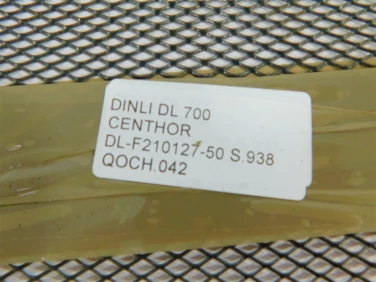 DINLI DL 700
CENTHOR
DL-F210127-50 S.938
QOCH.042